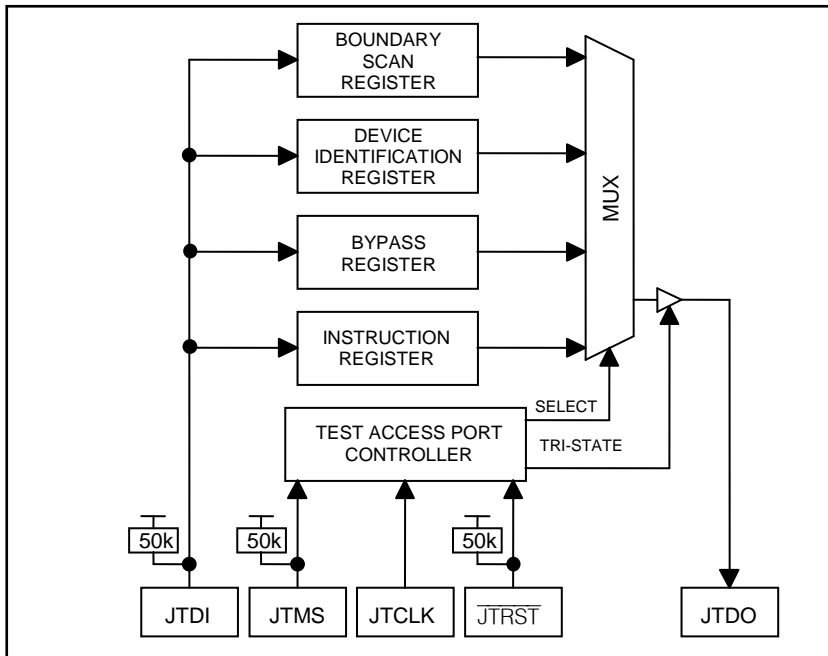 BOUNDARY
SCAN
REGISTER
DEVICE
IDENTIFICATION
REGISTER
BYPASS
REGISTER
INSTRUCTION
REGISTER
MUX
SELECT
TEST ACCESS PORT
CONTROLLER
TRI-STATE
50k
50k
50k
JTDI
JTMS
JTCLK
JTRST
JTDO